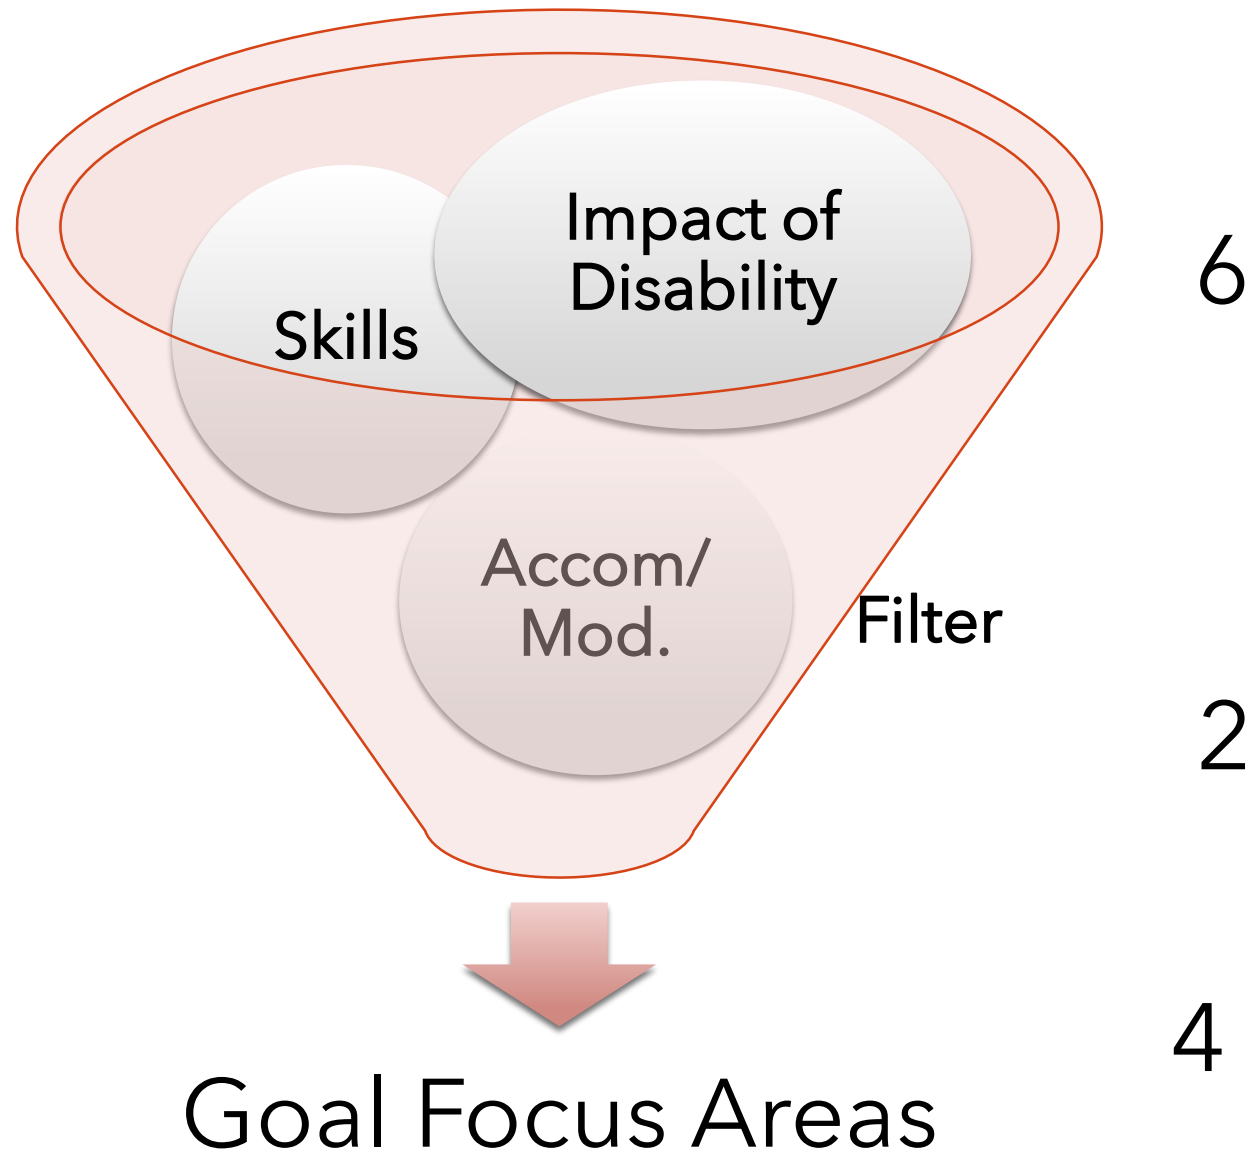 Impact of
Disability
6
Skills
Accom/
Mod.
Filter
2
4
Goal Focus Areas